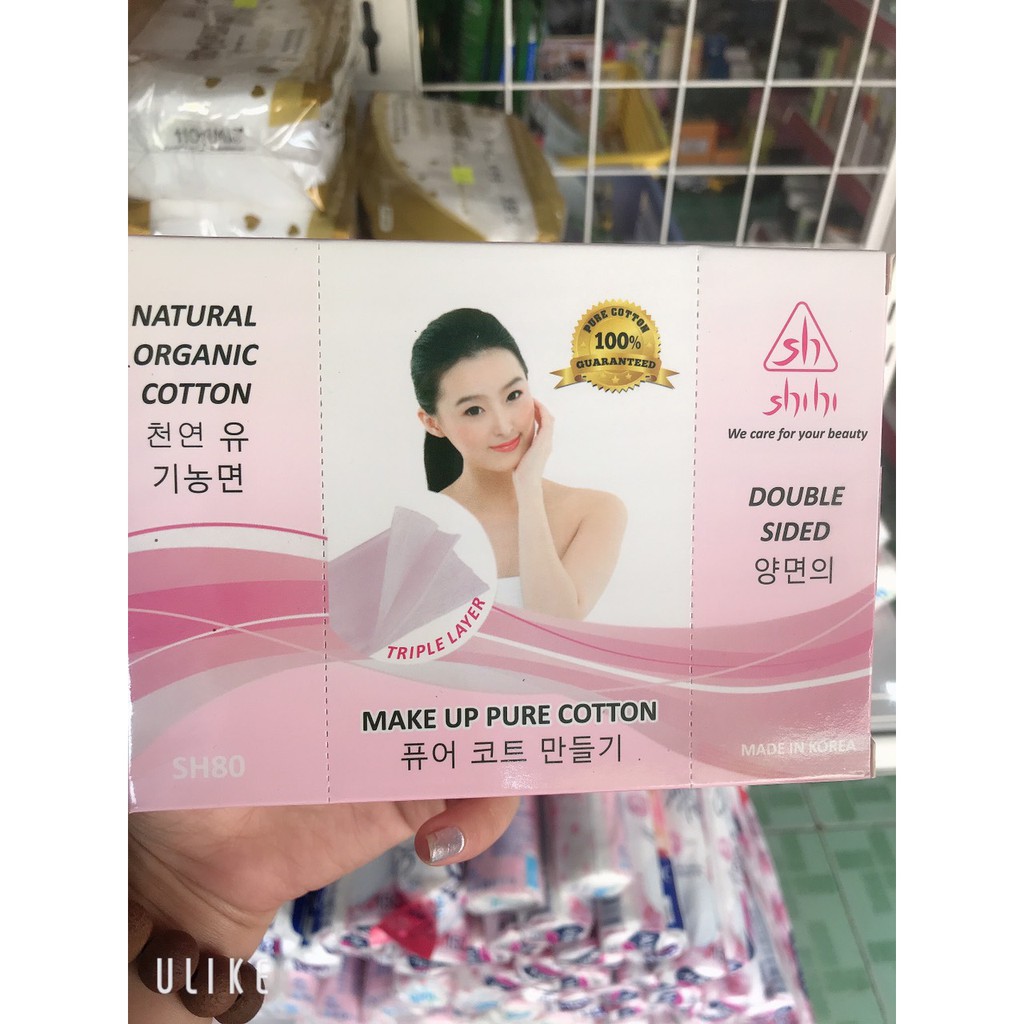 NATURAL
ORGANIC
COTTON
천연 유
기농면
SH80
PURE COTTON
100%
GUARANTEED
TRIPLE LAYER
MAKE UP PURE COTTON
퓨어 코트 만들기
sh
shihi
We care for your beauty
DOUBLE
SIDED
양면의
MADE IN KOREA
ULIKE